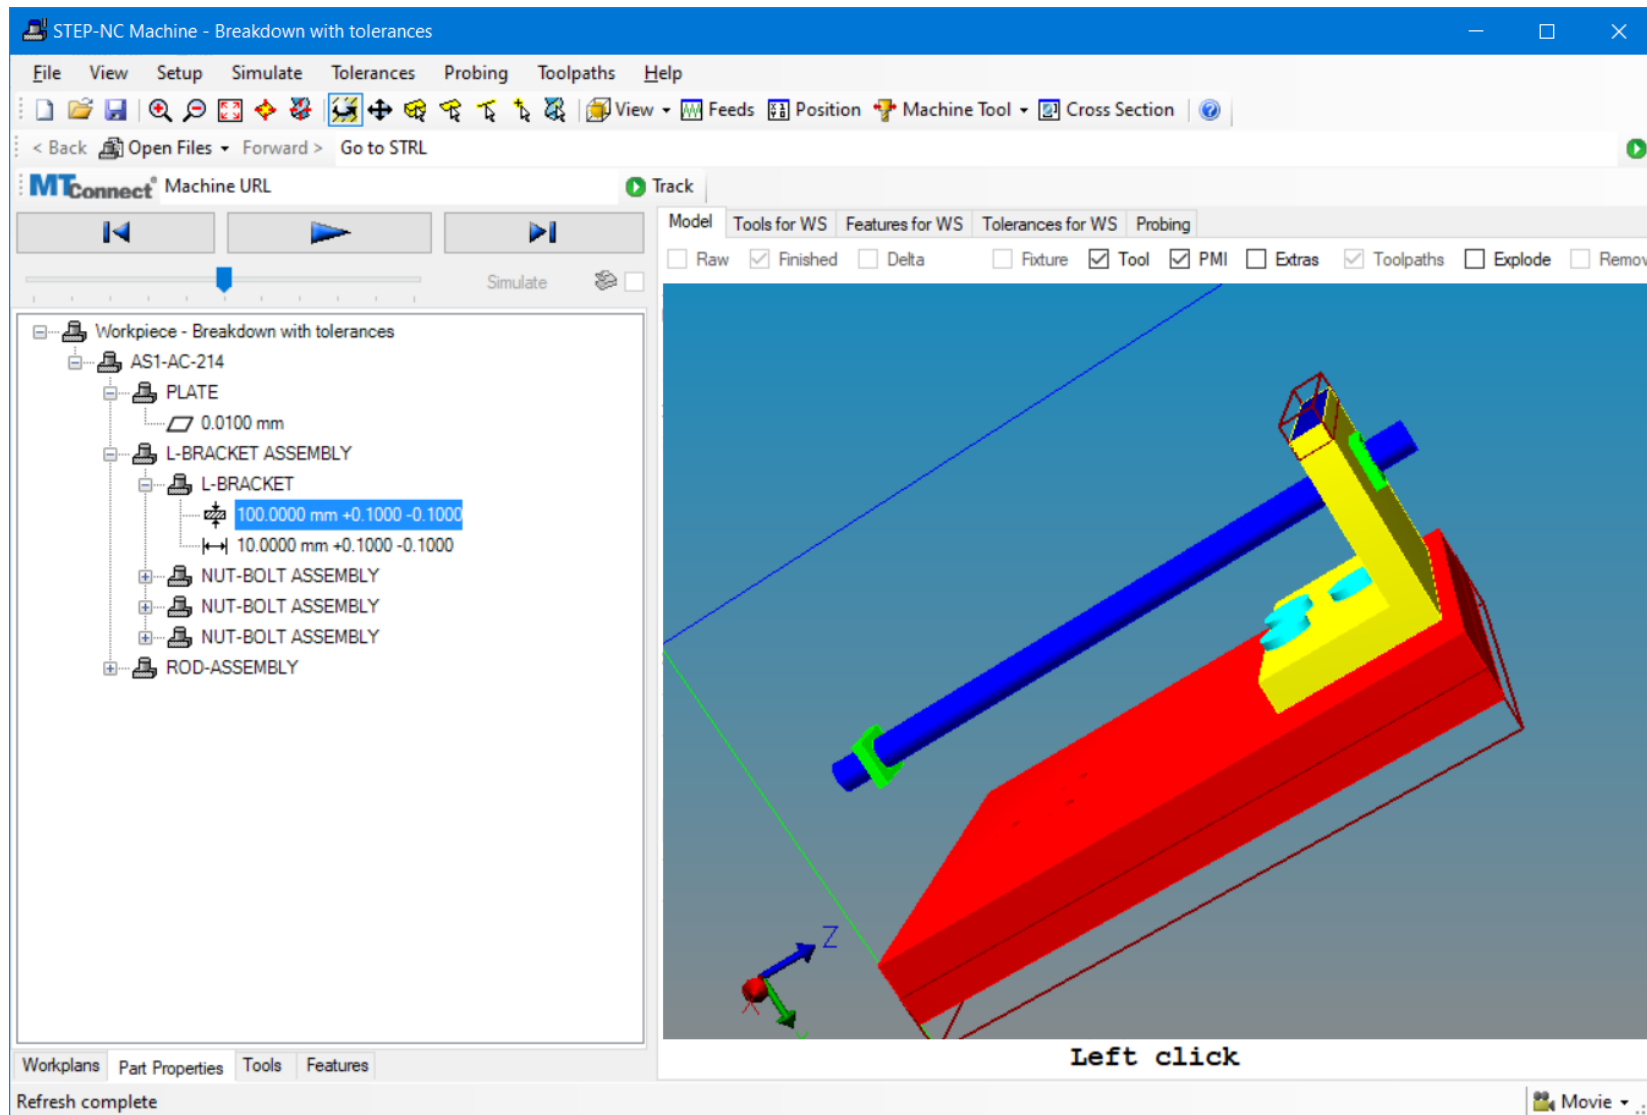 STEP-NC Machine - Breakdown with tolerances
File View Setup Simulate Tolerances Probing Toolpaths Help
View Feeds Position Machine Tool Cross Section
< Back Open Files Forward > Go to STRL
MTConnect® Machine URL Track
Model Tools for WS Features for WS Tolerances for WS Probing
Raw Finished Delta Fixture Tool PMI Extras Toolpaths Explode Remov
Simulate
Workpiece - Breakdown with tolerances
AS1-AC-214
PLATE
0.0100 mm
L-BRACKET ASSEMBLY
L-BRACKET
100.0000 mm +0.1000 -0.1000
10.0000 mm +0.1000 -0.1000
NUT-BOLT ASSEMBLY
NUT-BOLT ASSEMBLY
NUT-BOLT ASSEMBLY
ROD-ASSEMBLY
Z
X
Left click
Workplans Part Properties Tools Features
Refresh complete
Movie